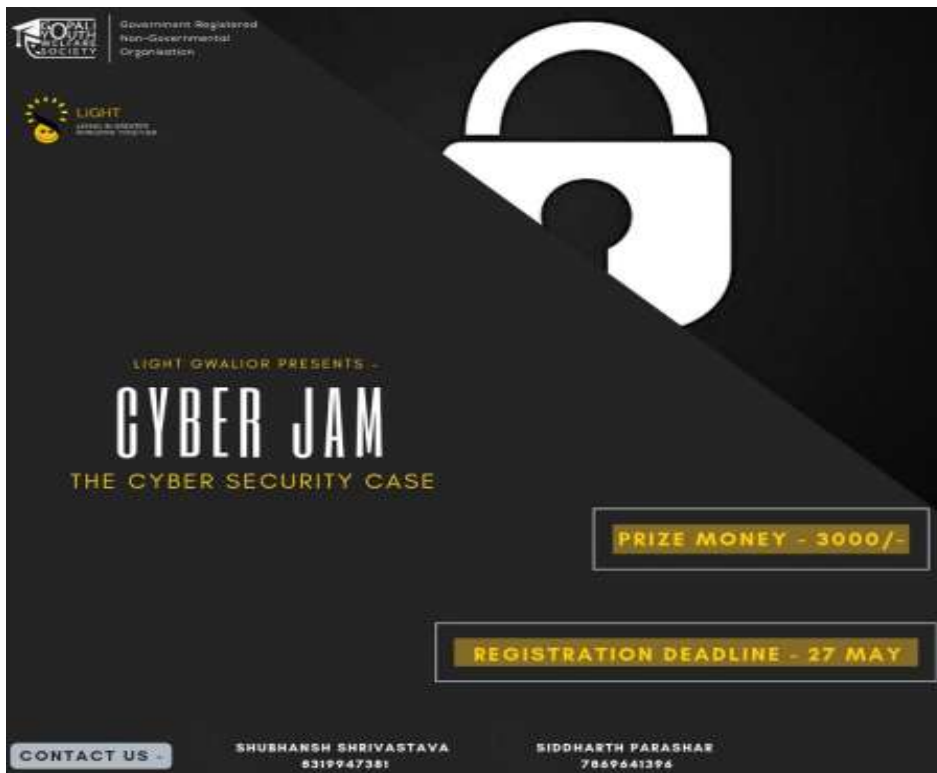 GOPALI
YOUTH
WELFARE
SOCIETY
Government Registered
Non-Governmental
Organisation
LIGHT
LIGHT GWALIOR PRESENTS -
CYBER JAM
THE CYBER SECURITY CASE
PRIZE MONEY - 3000/-
REGISTRATION DEADLINE - 27 MAY
CONTACT US -
SHUBHANSH SHRIVASTAVA
8319947381
SIDDHARTH PARASHAR
7869641396